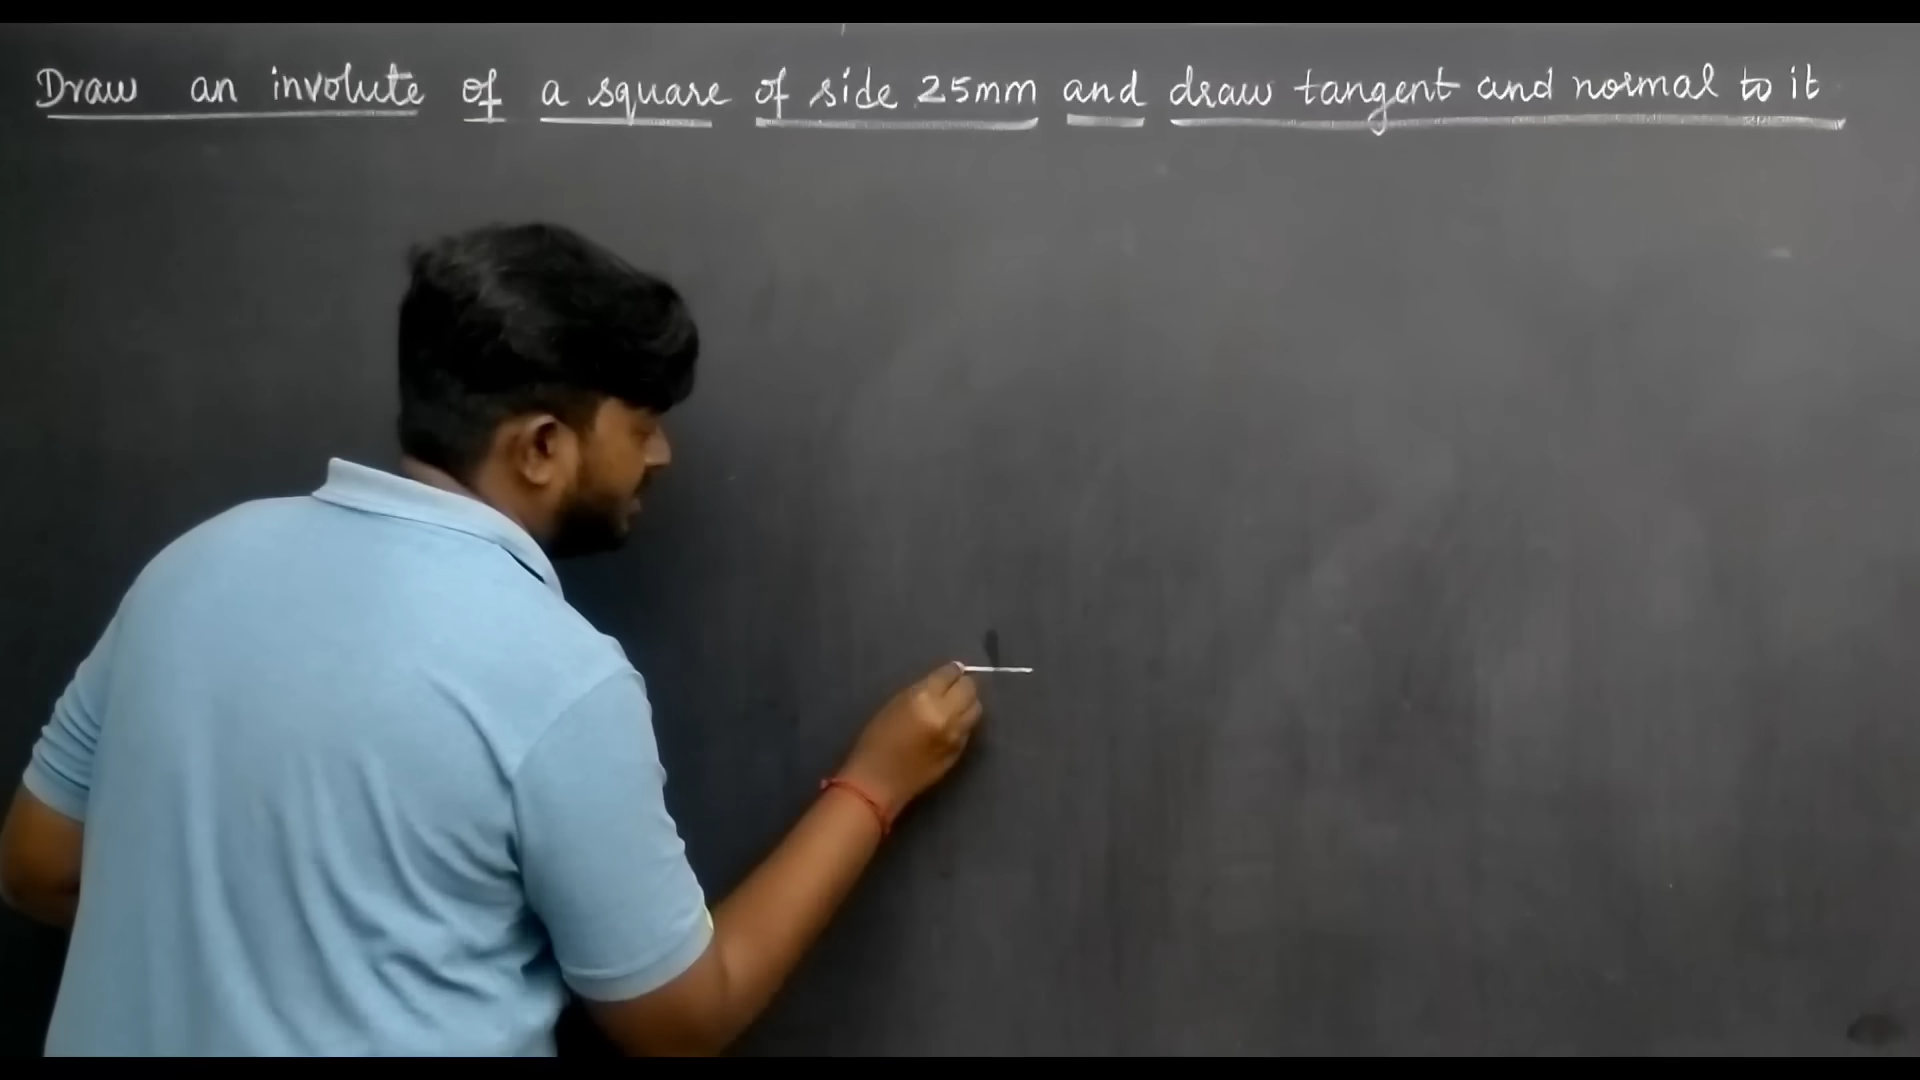 Draw an involute of a square of side 25mm and draw tangent and normal to it